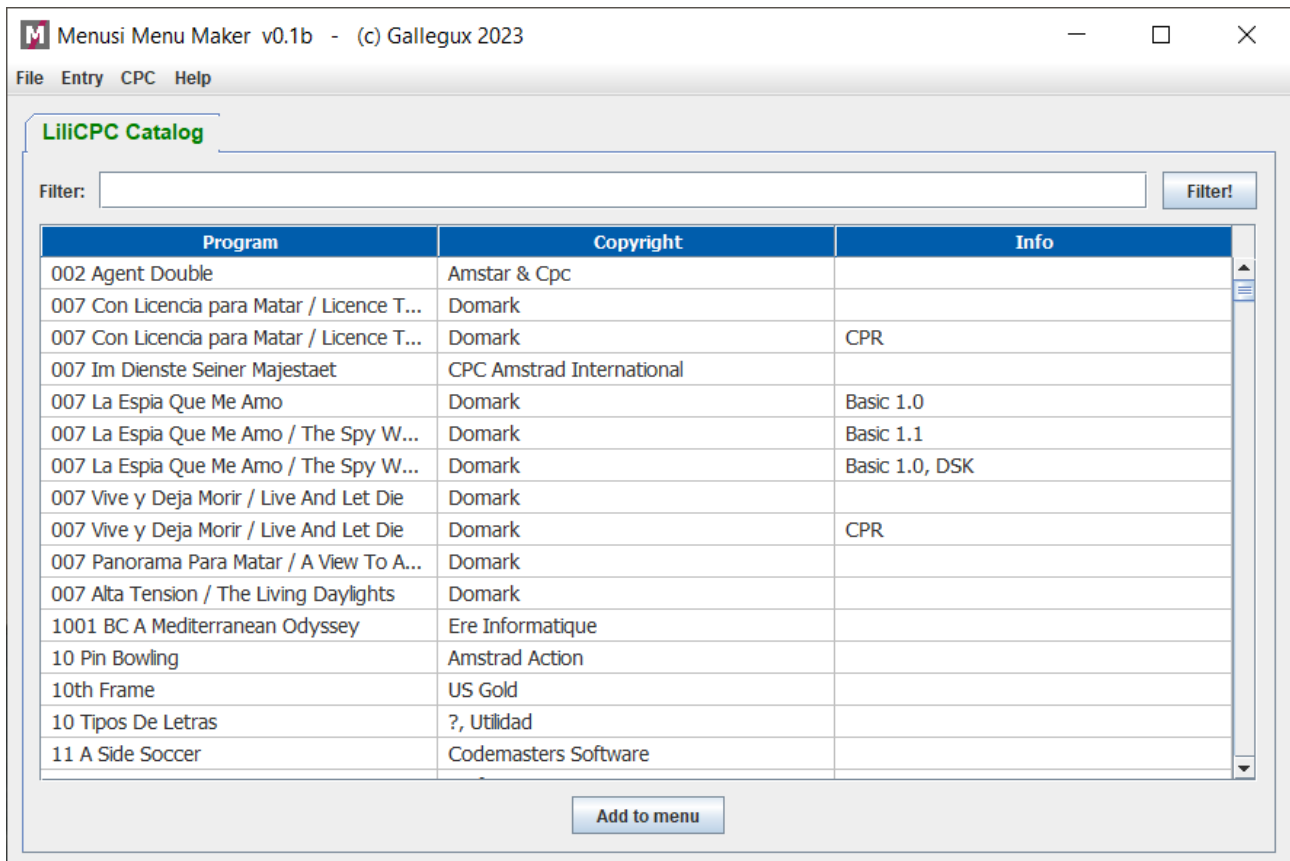 Menusi Menu Maker v0.1b - (c) Gallegux 2023
File Entry CPC Help
LiliCPC Catalog
Filter: Filter!
Program Copyright Info
002 Agent Double Amstar & Cpc
007 Con Licencia para Matar / Licence T... Domark
007 Con Licencia para Matar / Licence T... Domark CPR
007 Im Dienste Seiner Majestaet CPC Amstrad International
007 La Espia Que Me Amo Domark Basic 1.0
007 La Espia Que Me Amo / The Spy W... Domark Basic 1.1
007 La Espia Que Me Amo / The Spy W... Domark Basic 1.0, DSK
007 Vive y Deja Morir / Live And Let Die Domark
007 Vive y Deja Morir / Live And Let Die Domark CPR
007 Panorama Para Matar / A View To A... Domark
007 Alta Tension / The Living Daylights Domark
1001 BC A Mediterranean Odyssey Ere Informatique
10 Pin Bowling Amstrad Action
10th Frame US Gold
10 Tipos De Letras ?, Utilidad
11 A Side Soccer Codemasters Software
Add to menu